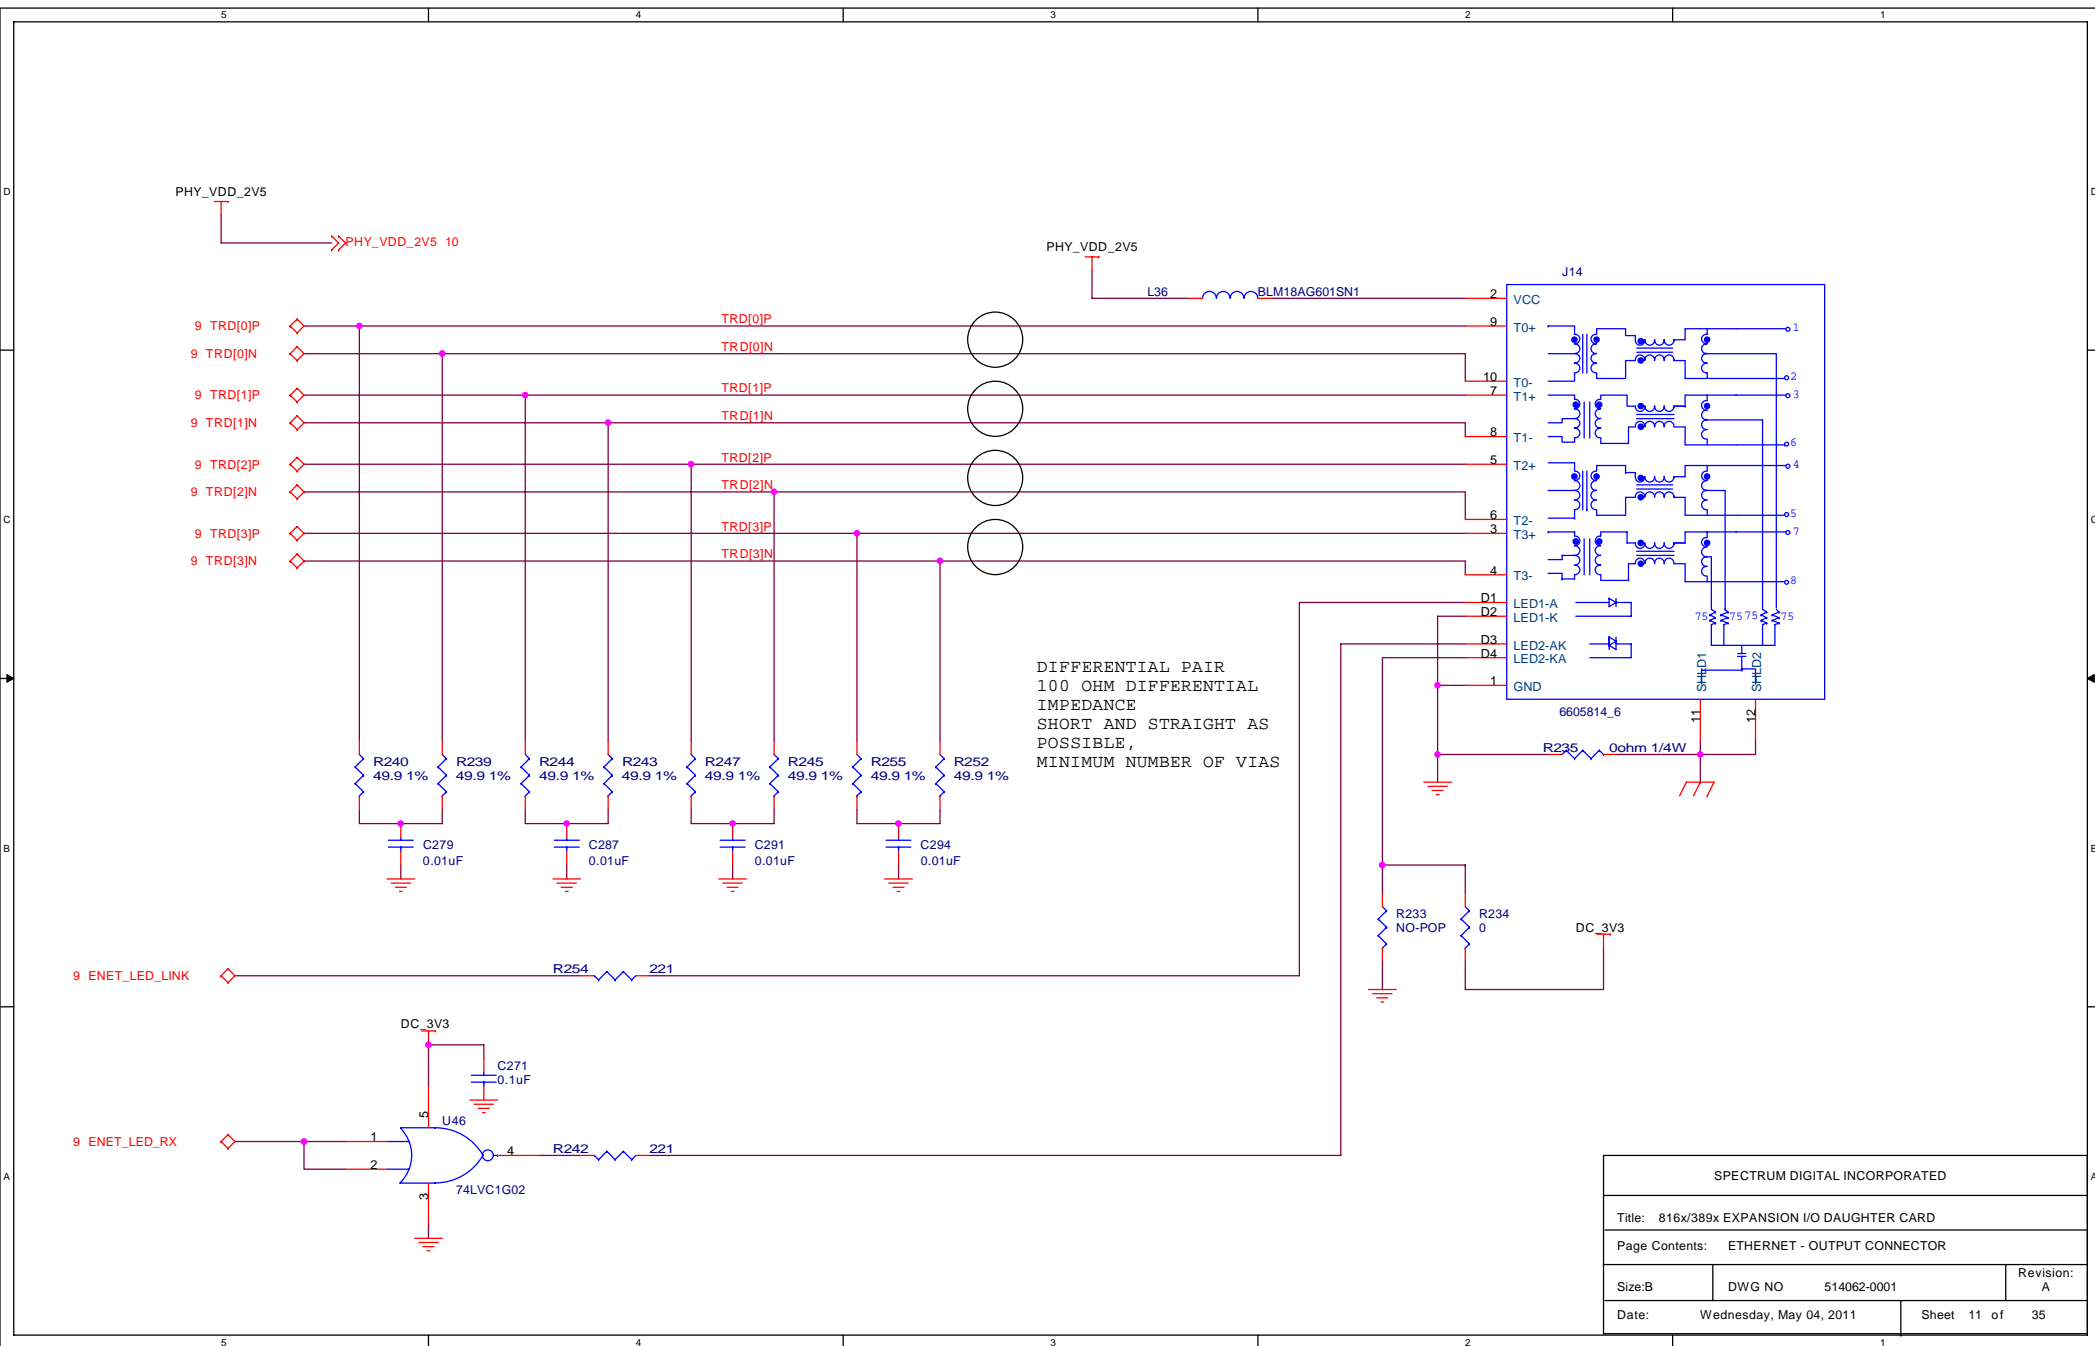 5 4 3 2 1
D D
C C
B B
A A
PHY_VDD_2V5
PHY_VDD_2V5 10
PHY_VDD_2V5
L36 BLM18AG601SN1
9 TRD[0]P
9 TRD[0]N
9 TRD[1]P
9 TRD[1]N
9 TRD[2]P
9 TRD[2]N
9 TRD[3]P
9 TRD[3]N
TRD[0]P
TRD[0]N
TRD[1]P
TRD[1]N
TRD[2]P
TRD[2]N
TRD[3]P
TRD[3]N
J14
2 VCC
9 T0+
10 T0-
7 T1+
8 T1-
5 T2+
6 T2-
3 T3+
4 T3-
D1 LED1-A
D2 LED1-K
D3 LED2-AK
D4 LED2-KA
1 GND
1
2
3
6
4
5
7
8
75 75 75 75
SHLD1 SHLD2
11 12
6605814_6
R235 0ohm 1/4W
DIFFERENTIAL PAIR
100 OHM DIFFERENTIAL
IMPEDANCE
SHORT AND STRAIGHT AS
POSSIBLE,
MINIMUM NUMBER OF VIAS
R240
49.9 1%
R239
49.9 1%
R244
49.9 1%
R243
49.9 1%
R247
49.9 1%
R245
49.9 1%
R255
49.9 1%
R252
49.9 1%
C279
0.01uF
C287
0.01uF
C291
0.01uF
C294
0.01uF
R233
NO-POP
R234
0
DC_3V3
9 ENET_LED_LINK
R254 221
DC_3V3
C271
0.1uF
9 ENET_LED_RX
1
2
5
3
4
U46
74LVC1G02
R242 221
SPECTRUM DIGITAL INCORPORATED
Title: 816x/389x EXPANSION I/O DAUGHTER CARD
Page Contents: ETHERNET - OUTPUT CONNECTOR
Size:B DWG NO 514062-0001 Revision:
A
Date: Wednesday, May 04, 2011 Sheet 11 of 35
5 4 3 2 1